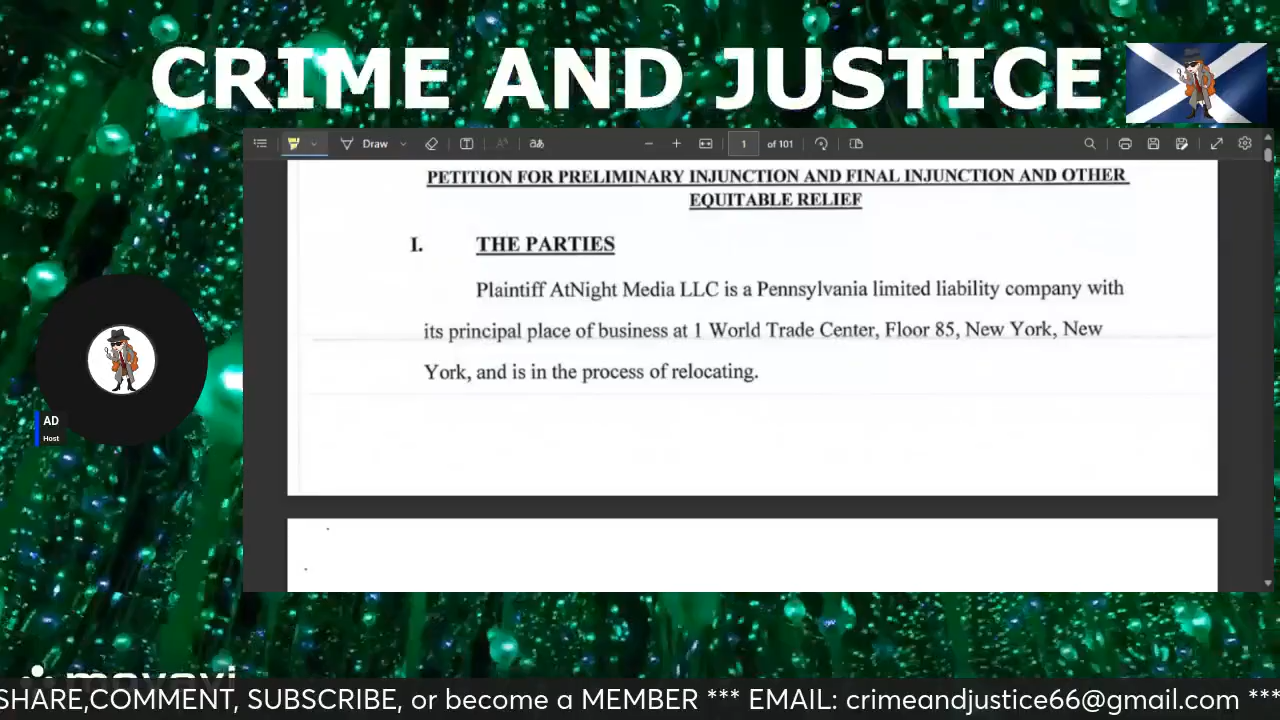 CRIME AND JUSTICE
Draw
1 of 101
PETITION FOR PRELIMINARY INJUNCTION AND FINAL INJUNCTION AND OTHER
EQUITABLE RELIEF
I. THE PARTIES
Plaintiff AtNight Media LLC is a Pennsylvania limited liability company with
its principal place of business at 1 World Trade Center, Floor 85, New York, New
York, and is in the process of relocating.
AD
Host
movavi
SHARE,COMMENT, SUBSCRIBE, or become a MEMBER *** EMAIL: crimeandjustice66@gmail.com ***